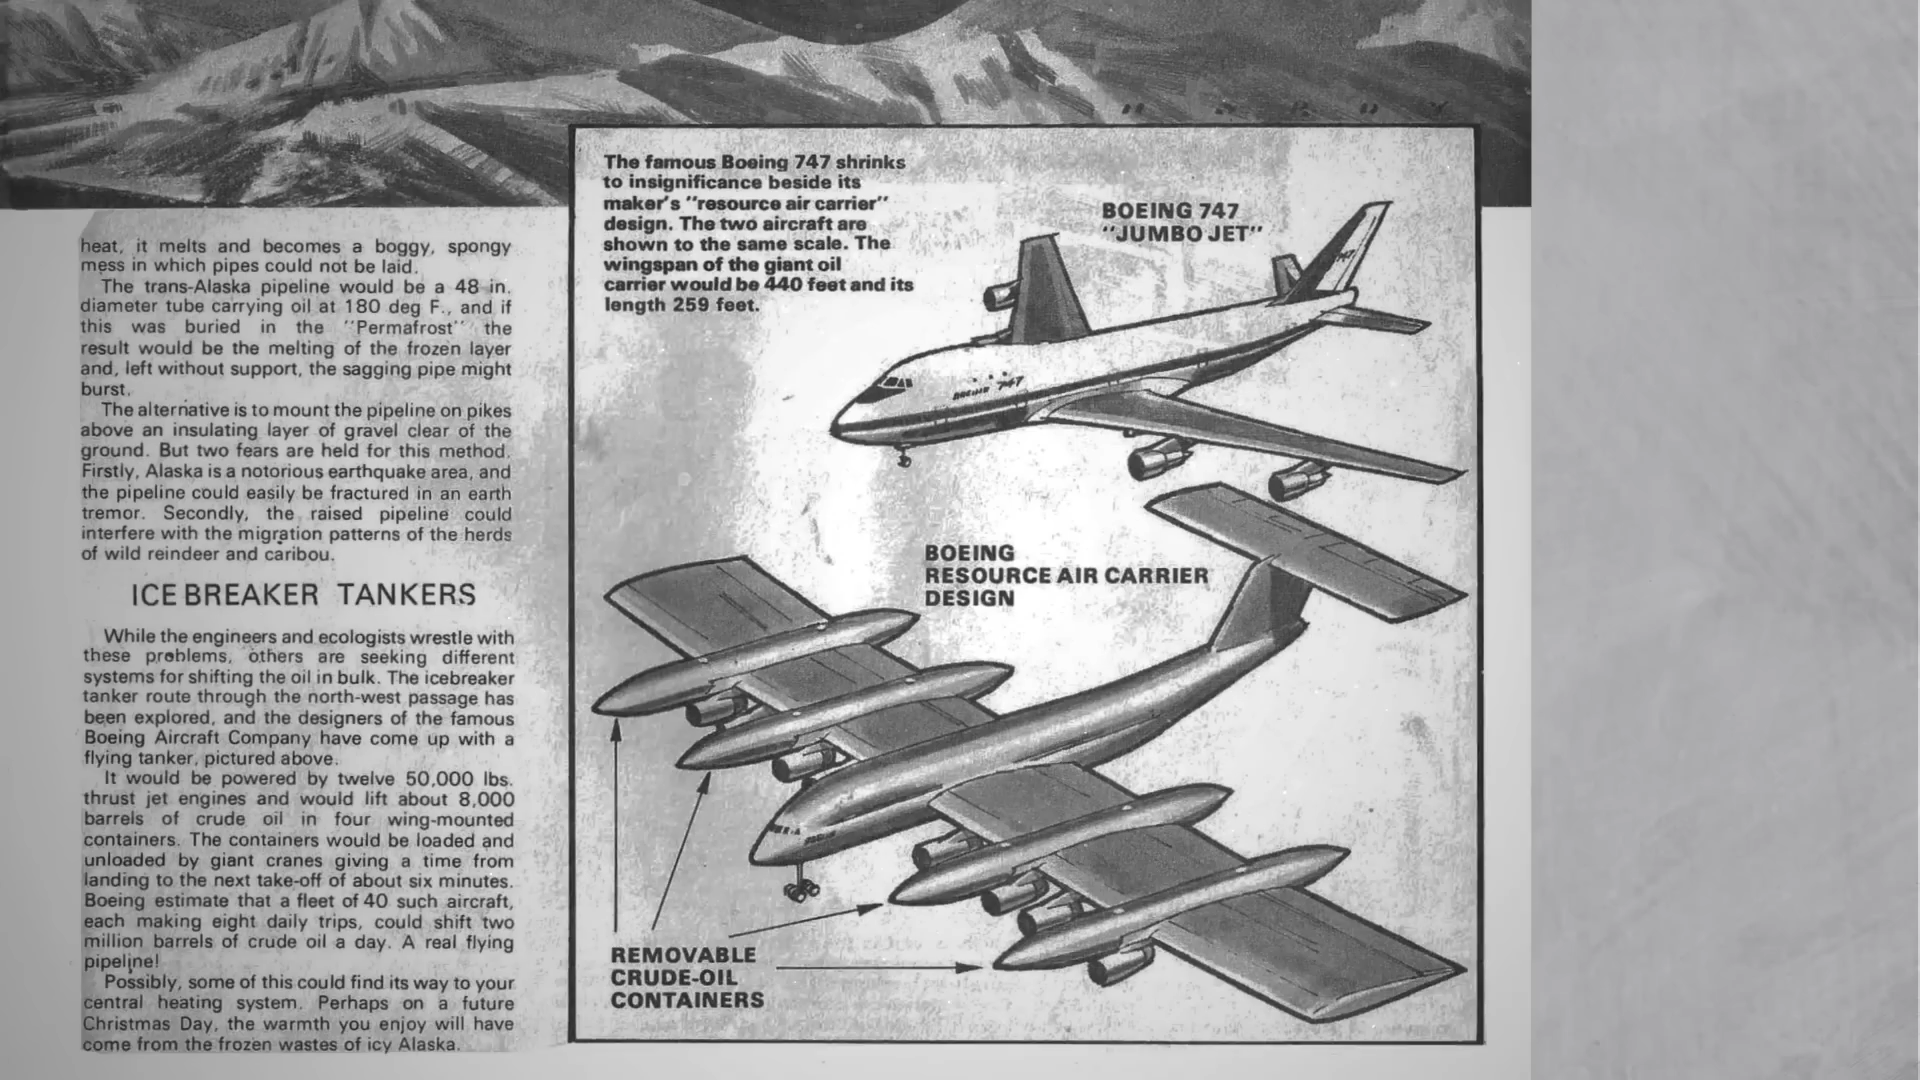 heat, it melts and becomes a boggy, spongy
mess in which pipes could not be laid.
The trans-Alaska pipeline would be a 48 in.
diameter tube carrying oil at 180 deg F., and if
this was buried in the "Permafrost" the
result would be the melting of the frozen layer
and, left without support, the sagging pipe might
burst.
The alternative is to mount the pipeline on pikes
above an insulating layer of gravel clear of the
ground. But two fears are held for this method.
Firstly, Alaska is a notorious earthquake area, and
the pipeline could easily be fractured in an earth
tremor. Secondly, the raised pipeline could
interfere with the migration patterns of the herds
of wild reindeer and caribou.
ICE BREAKER TANKERS
While the engineers and ecologists wrestle with
these problems, others are seeking different
systems for shifting the oil in bulk. The icebreaker
tanker route through the north-west passage has
been explored, and the designers of the famous
Boeing Aircraft Company have come up with a
flying tanker, pictured above.
It would be powered by twelve 50,000 lbs.
thrust jet engines and would lift about 8,000
barrels of crude oil in four wing-mounted
containers. The containers would be loaded and
unloaded by giant cranes giving a time from
landing to the next take-off of about six minutes.
Boeing estimate that a fleet of 40 such aircraft,
each making eight daily trips, could shift two
million barrels of crude oil a day. A real flying
pipeline!
Possibly, some of this could find its way to your
central heating system. Perhaps on a future
Christmas Day, the warmth you enjoy will have
come from the frozen wastes of icy Alaska.
The famous Boeing 747 shrinks
to insignificance beside its
maker's "resource air carrier"
design. The two aircraft are
shown to the same scale. The
wingspan of the giant oil
carrier would be 440 feet and its
length 259 feet.
BOEING 747
"JUMBO JET"
747
BOEING 747
BOEING
RESOURCE AIR CARRIER
DESIGN
REMOVABLE
CRUDE-OIL
CONTAINERS